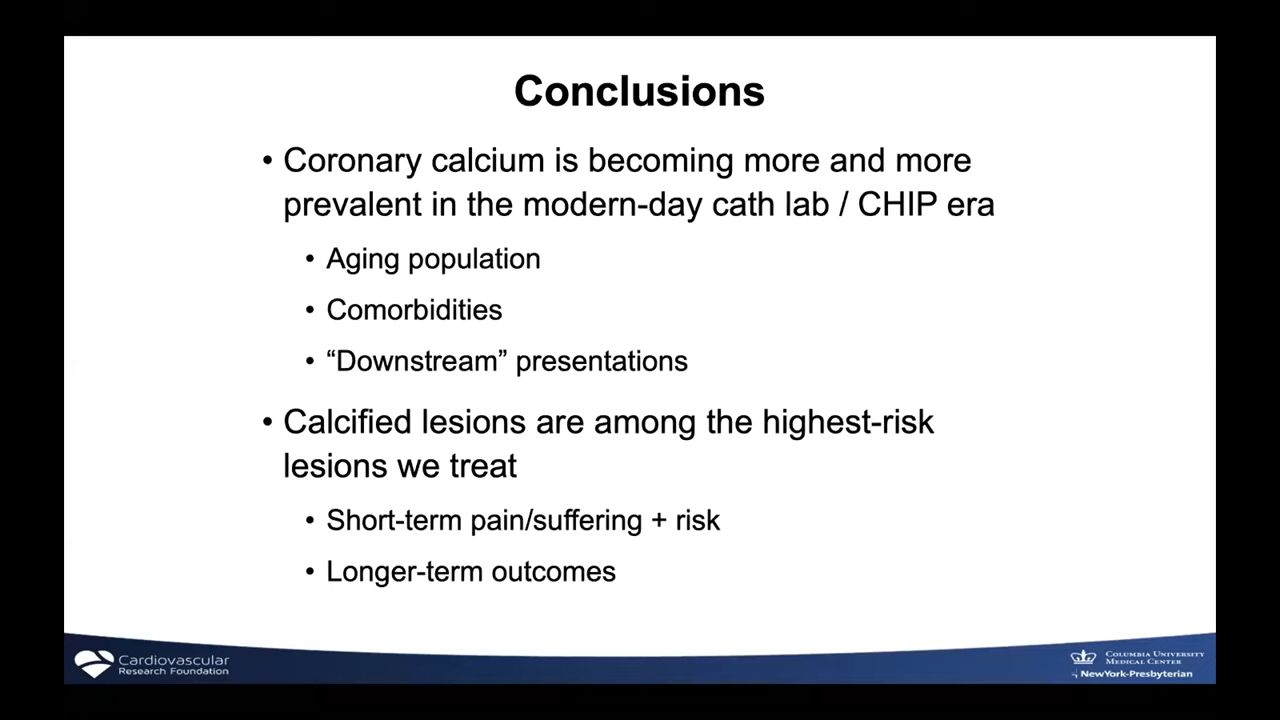 Conclusions
• Coronary calcium is becoming more and more
prevalent in the modern-day cath lab / CHIP era
• Aging population
• Comorbidities
• “Downstream” presentations
• Calcified lesions are among the highest-risk
lesions we treat
• Short-term pain/suffering + risk
• Longer-term outcomes
Cardiovascular
Research Foundation
Columbia University
Medical Center
NewYork-Presbyterian